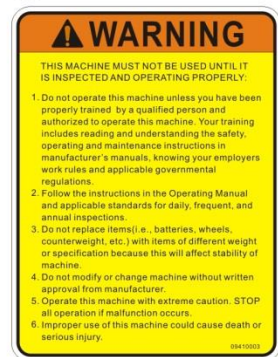 WARNING
THIS MACHINE MUST NOT BE USED UNTIL IT
IS INSPECTED AND OPERATING PROPERLY:
1. Do not operate this machine unless you have been
properly trained by a qualified person and
authorized to operate this machine. Your training
includes reading and understanding the safety,
operating and maintenance instructions in
manufacturer's manuals, knowing your employers
work rules and applicable governmental
regulations.
2. Follow the instructions in the Operating Manual
and applicable standards for daily, frequent, and
annual inspections.
3. Do not replace items(i.e., batteries, wheels,
counterweight, etc.) with items of different weight
or specification because this will affect stability of
machine.
4. Do not modify or change machine without written
approval from manufacturer.
5. Operate this machine with extreme caution. STOP
all operation if malfunction occurs.
6. Improper use of this machine could cause death or
serious injury.
09410003